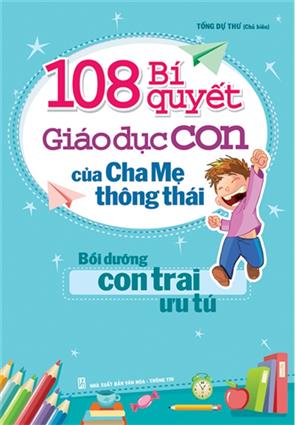 TỐNG DỰ THƯ (Chủ biên)
108 Bí quyết
Giáo dục con
của Cha Mẹ
thông thái
Bồi dưỡng
con trai
ưu tú
NHÀ XUẤT BẢN VĂN HÓA - THÔNG TIN